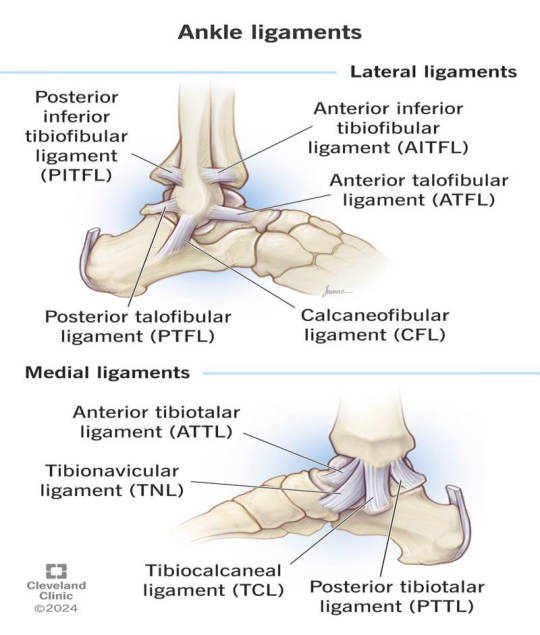 Ankle ligaments
Lateral ligaments
Posterior
inferior
tibiofibular
ligament
(PITFL)
Anterior inferior
tibiofibular
ligament (AITFL)
Anterior talofibular
ligament (ATFL)
Posterior talofibular
ligament (PTFL)
Calcaneofibular
ligament (CFL)
Medial ligaments
Anterior tibiotalar
ligament (ATTL)
Tibionavicular
ligament (TNL)
Tibiocalcaneal
ligament (TCL)
Posterior tibiotalar
ligament (PTTL)
Cleveland
Clinic
©2024